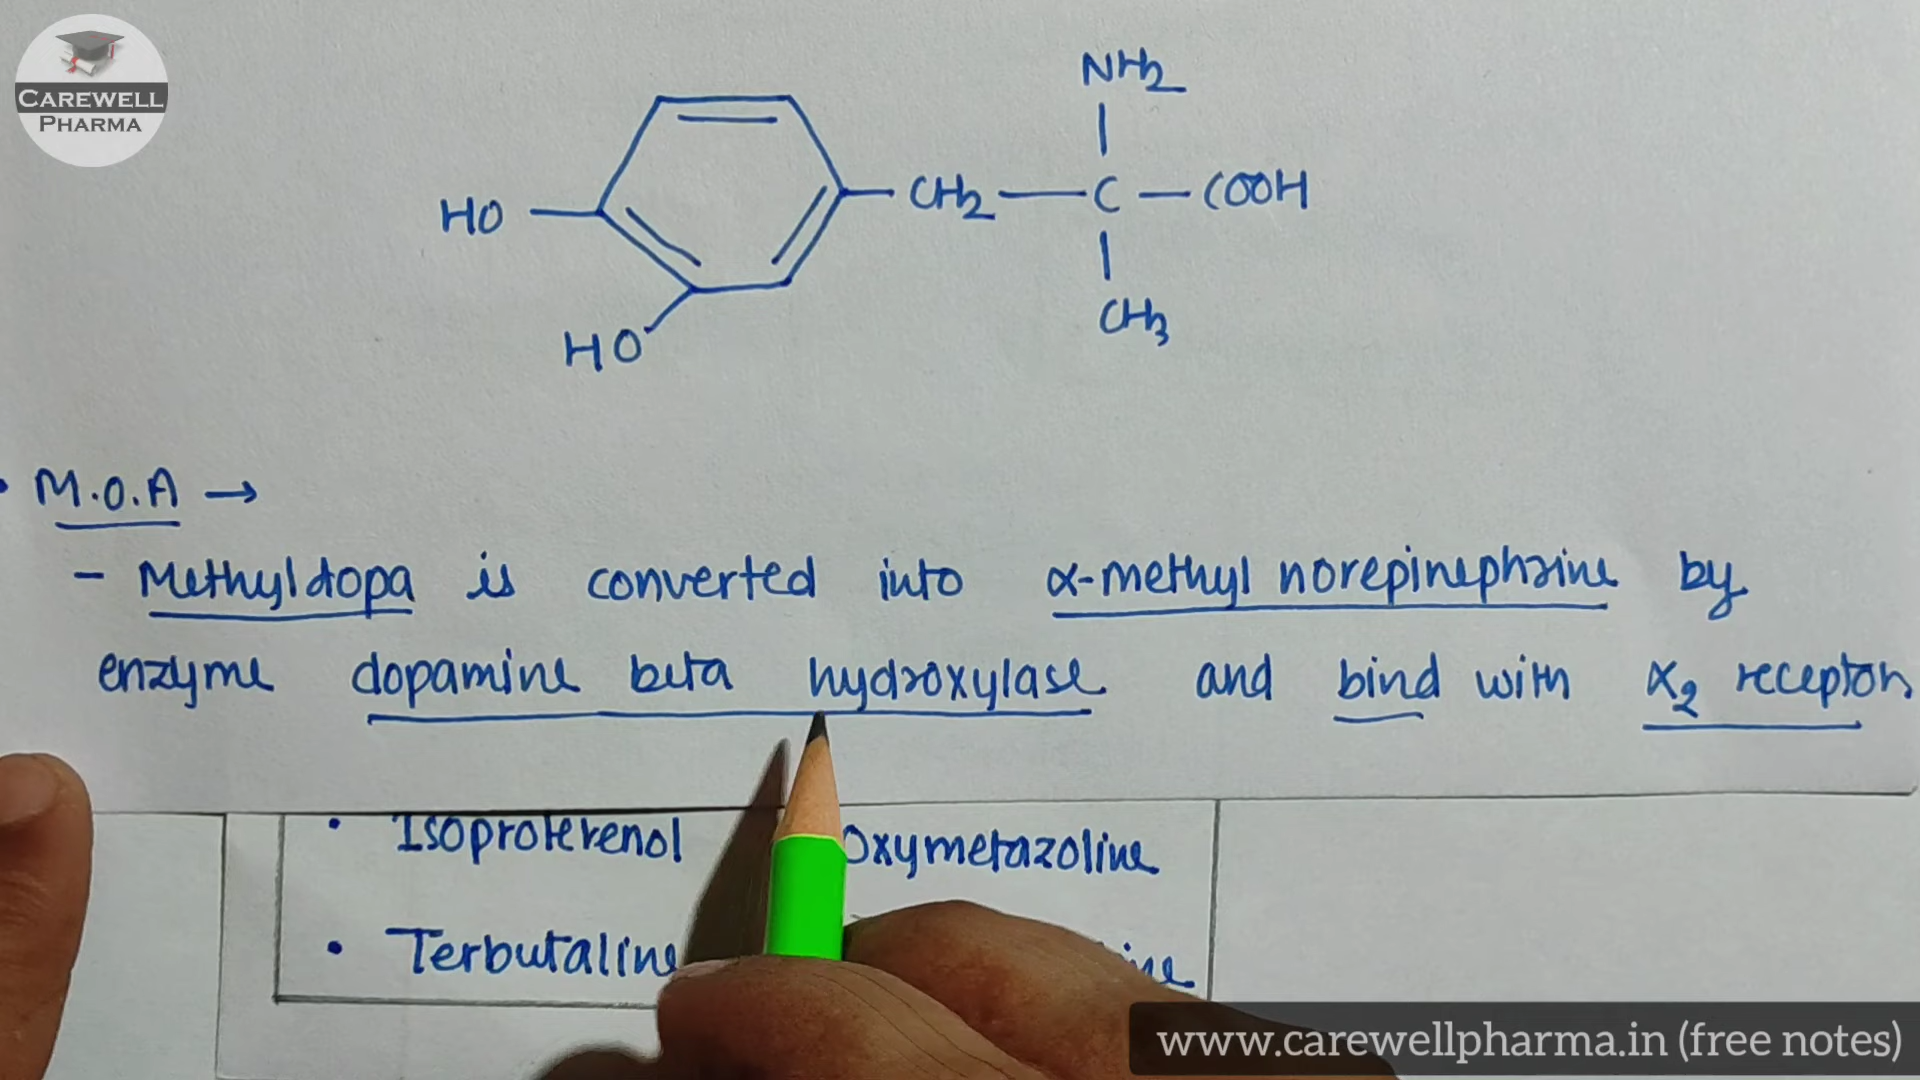 CAREWELL
PHARMA
NH2
HO
CH2
C
COOH
HO
CH3
M.O.A →
- Methyldopa is converted into α-methyl norepinephrine by
enzyme dopamine beta hydroxylase and bind with α2 receptor
• Isoproterenol Oxymetazoline
• Terbutaline
www.carewellpharma.in (free notes)